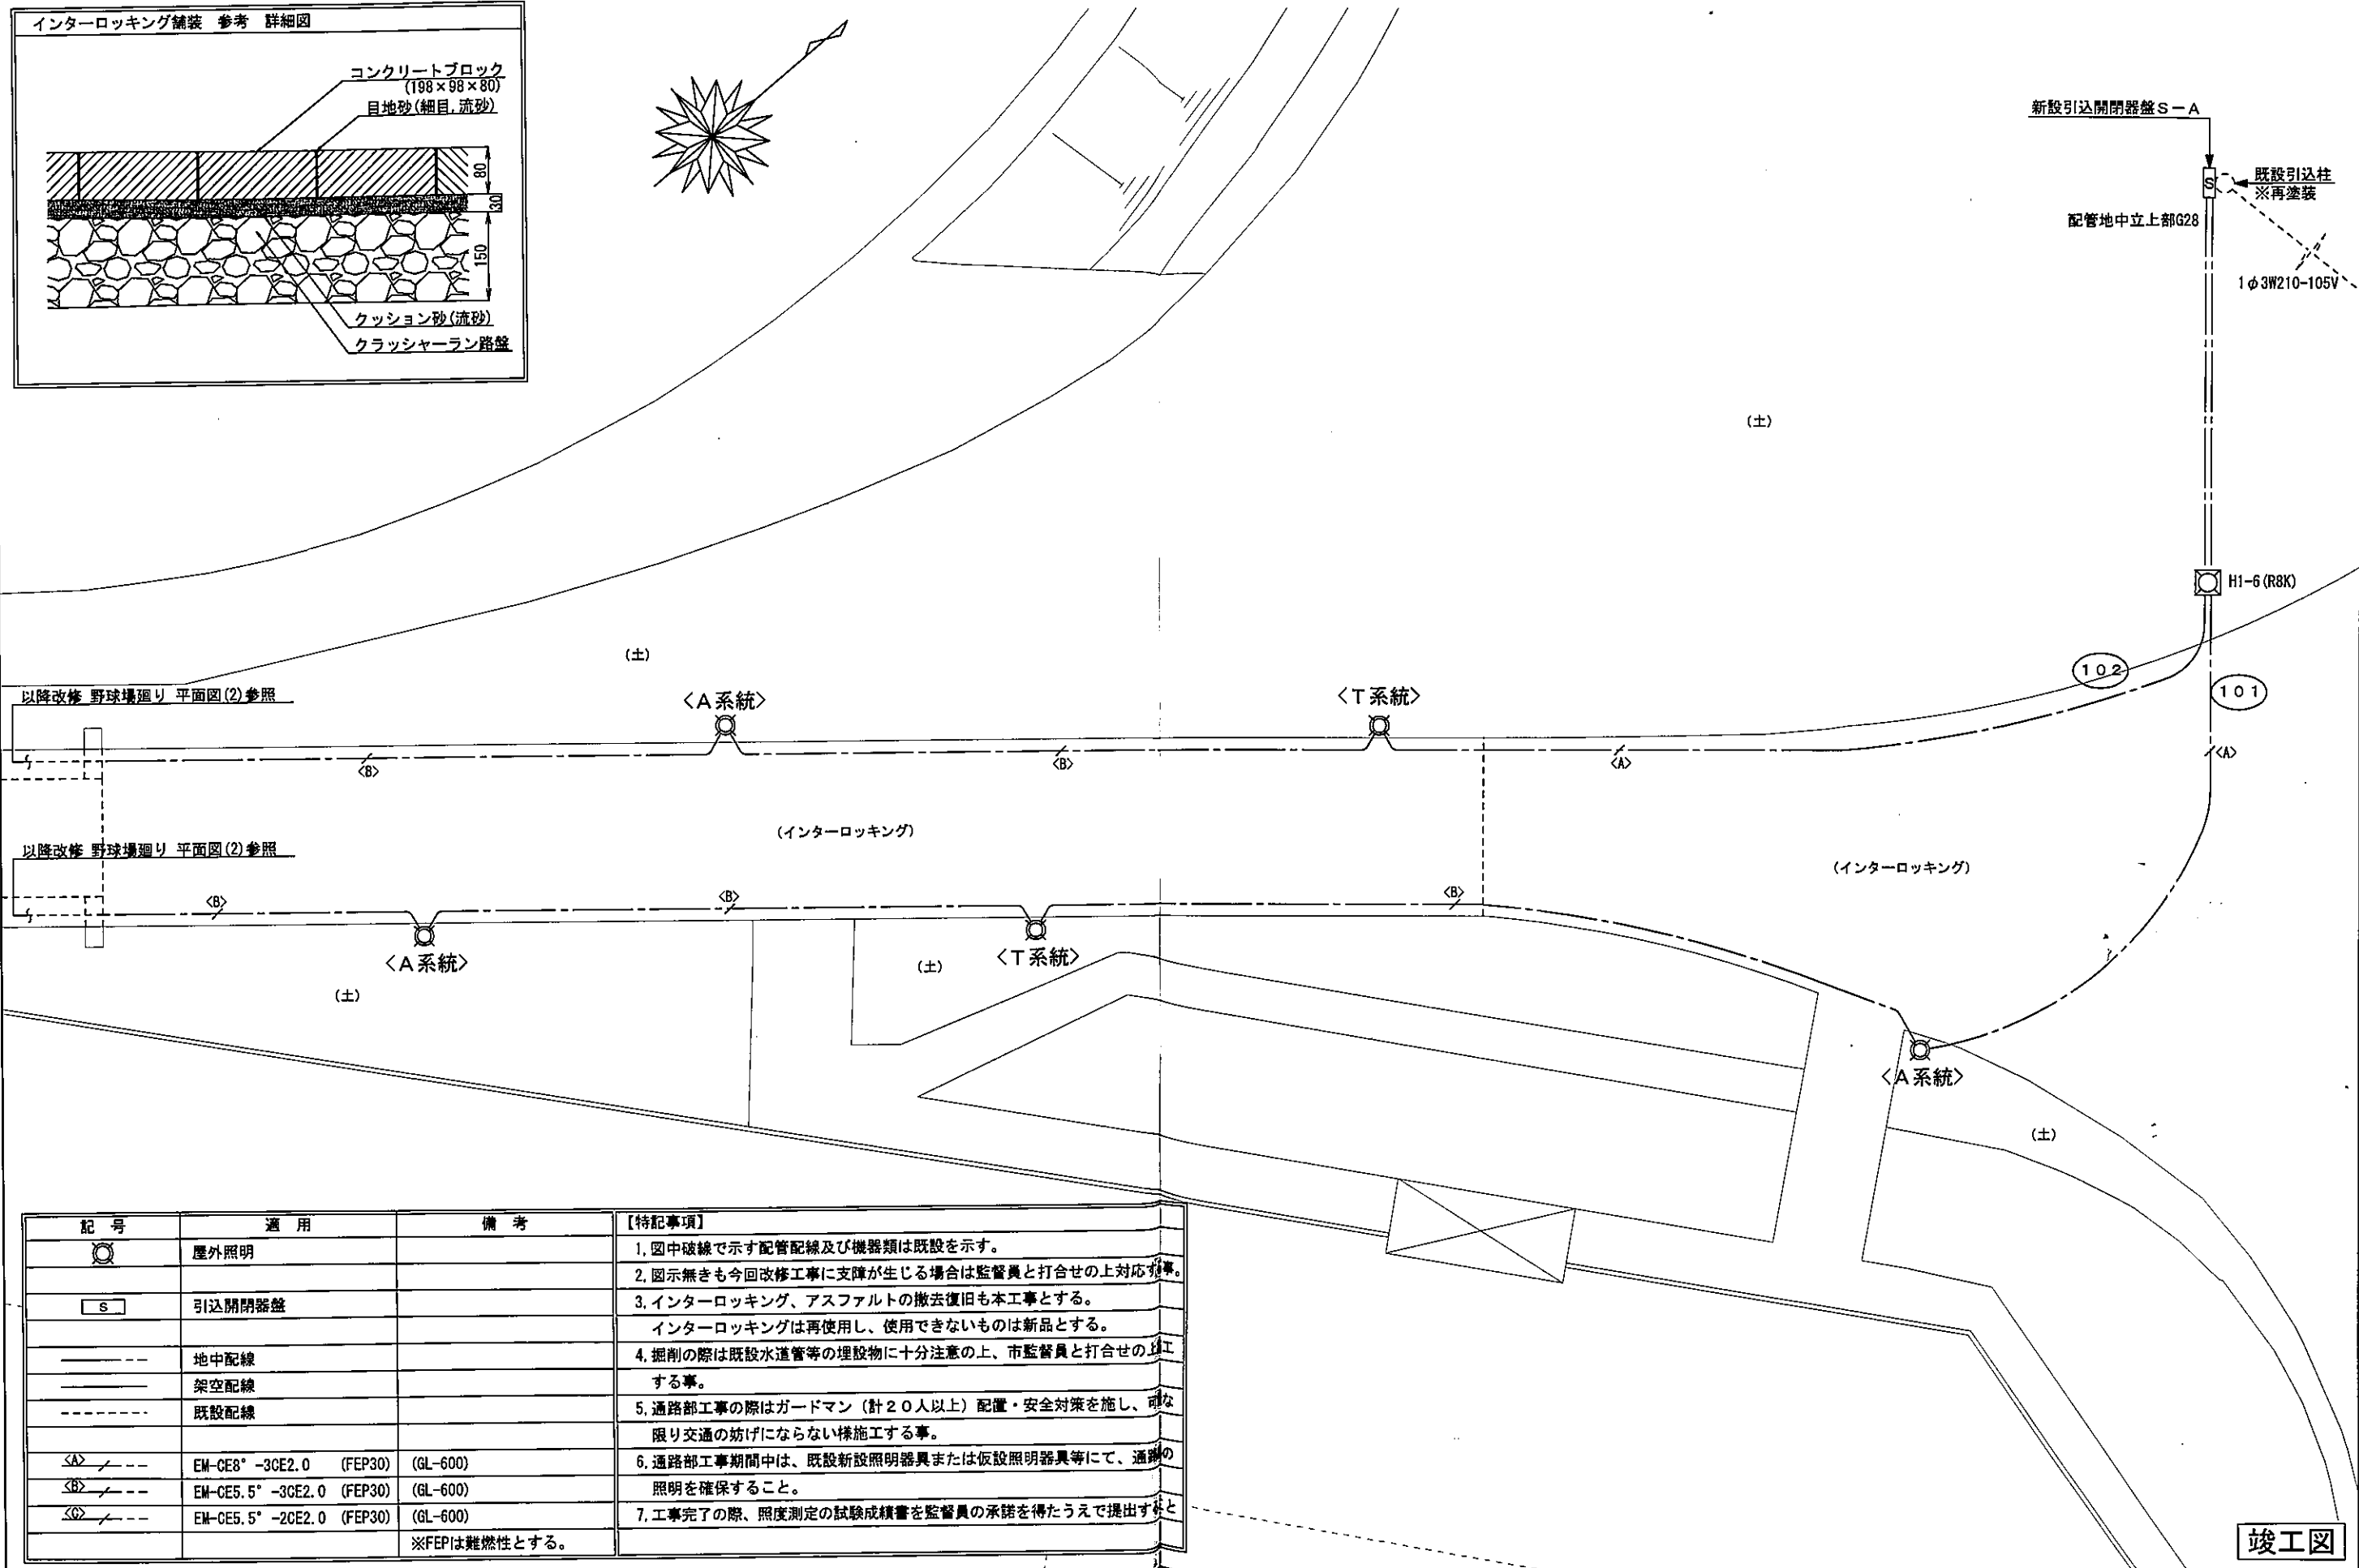 インターロッキング舗装 参考 詳細図
コンクリートブロック
(198×98×80)
目地砂(細目,流砂)
80
30
150
クッション砂(流砂)
クラッシャーラン路盤
新設引込開閉器盤S-A
S
既設引込柱
※再塗装
配管地中立上部G28
1φ3W210-105V
(土)
H1-6(R8K)
(土)
102
101
以降改修 野球場廻り 平面図(2)参照
<A系統>
<T系統>
<B>
<B>
<A>
<A>
(インターロッキング)
以降改修 野球場廻り 平面図(2)参照
(インターロッキング)
<B>
<B>
<B>
<A系統>
(土)
<T系統>
(土)
<A系統>
(土)
記号 適用 備考
屋外照明
S 引込開閉器盤
地中配線
架空配線
既設配線
<A> EM-CE8°-3CE2.0 (FEP30) (GL-600)
<B> EM-CE5.5°-3CE2.0 (FEP30) (GL-600)
<C> EM-CE5.5°-2CE2.0 (FEP30) (GL-600)
※FEPは難燃性とする。
【特記事項】
1,図中破線で示す配管配線及び機器類は既設を示す。
2,図示無きも今回改修工事に支障が生じる場合は監督員と打合せの上対応す事。
3,インターロッキング、アスファルトの撤去復旧も本工事とする。
インターロッキングは再使用し、使用できないものは新品とする。
4,掘削の際は既設水道管等の埋設物に十分注意の上、市監督員と打合せの上工
する事。
5,通路部工事の際はガードマン(計20人以上)配置・安全対策を施し、可な
限り交通の妨げにならない様施工する事。
6,通路部工事期間中は、既設新設照明器具または仮設照明器具等にて、通路の
照明を確保すること。
7,工事完了の際、照度測定の試験成績書を監督員の承諾を得たうえで提出すと
竣工図